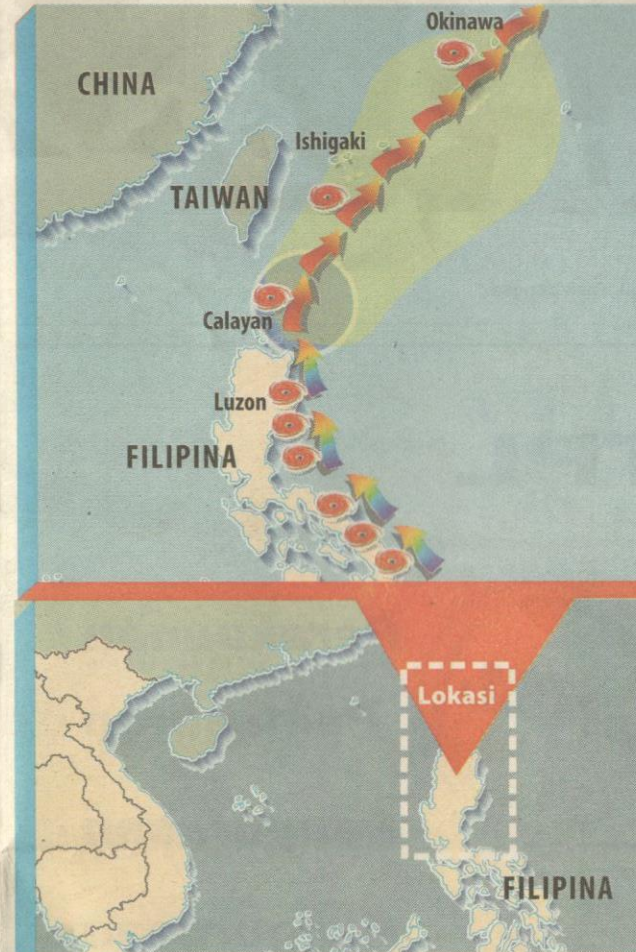 Okinawa
CHINA
Ishigaki
TAIWAN
Calayan
Luzon
FILIPINA
Lokasi
FILIPINA